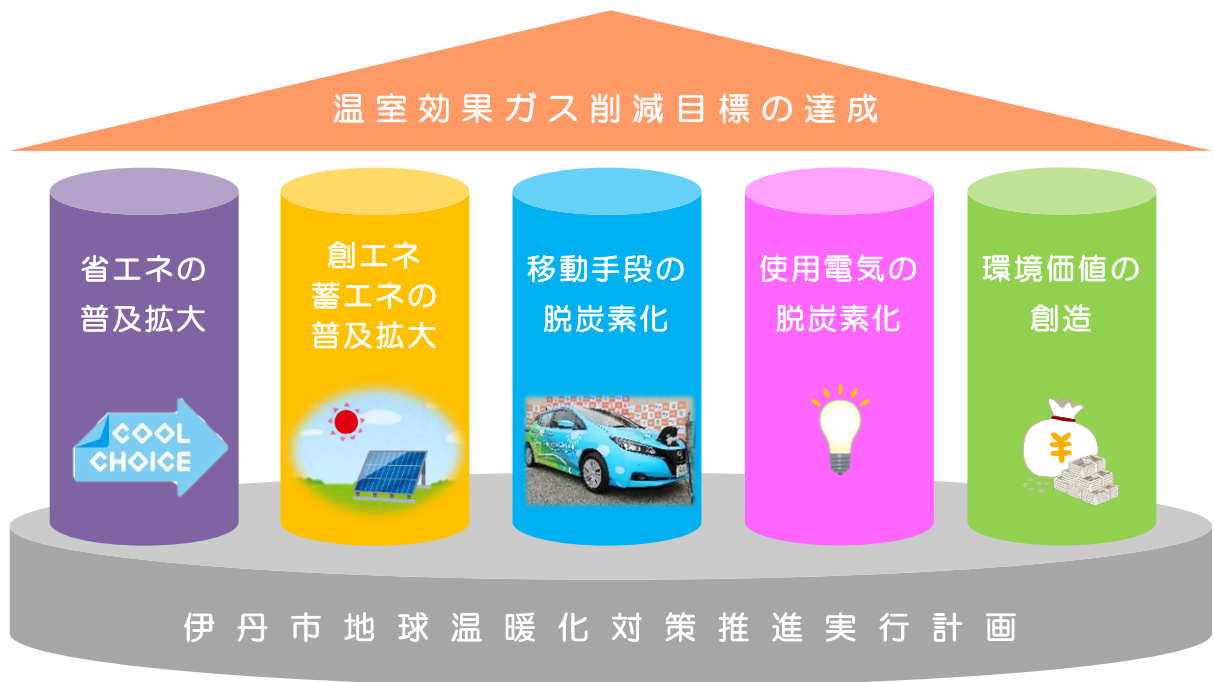 温室効果ガス削減目標の達成
省エネの
普及拡大
COOL
CHOICE
創エネ
蓄エネの
普及拡大
移動手段の
脱炭素化
使用電気の
脱炭素化
環境価値の
創造
¥
伊丹市地球温暖化対策推進実行計画